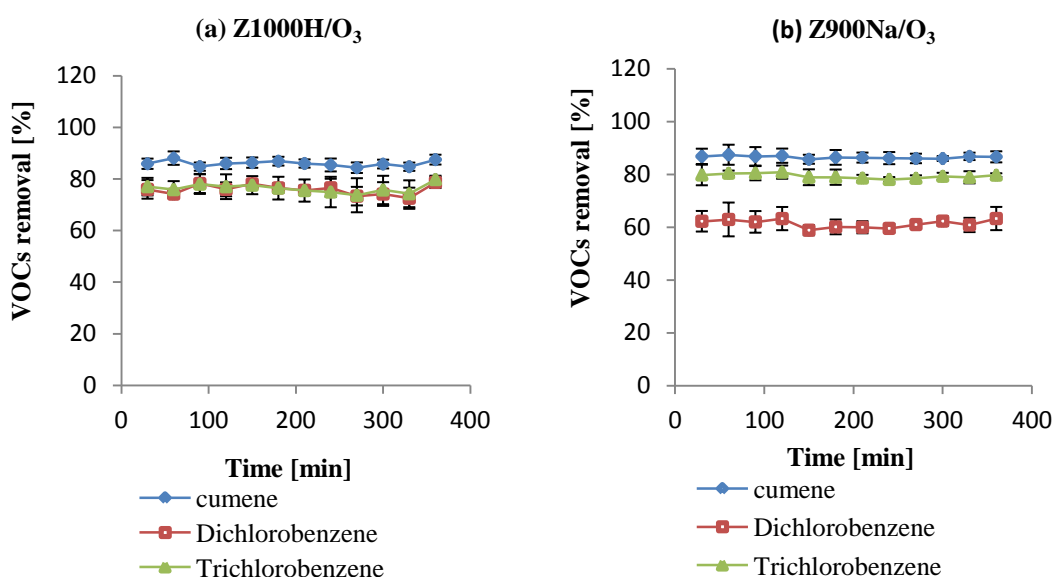 (a) Z1000H/O₃
VOCs removal [%]
120
100
80
60
40
20
0
0 100 200 300 400
Time [min]
cumene
Dichlorobenzene
Trichlorobenzene
(b) Z900Na/O₃
VOCs removal [%]
120
100
80
60
40
20
0
0 100 200 300 400
Time [min]
cumene
Dichlorobenzene
Trichlorobenzene